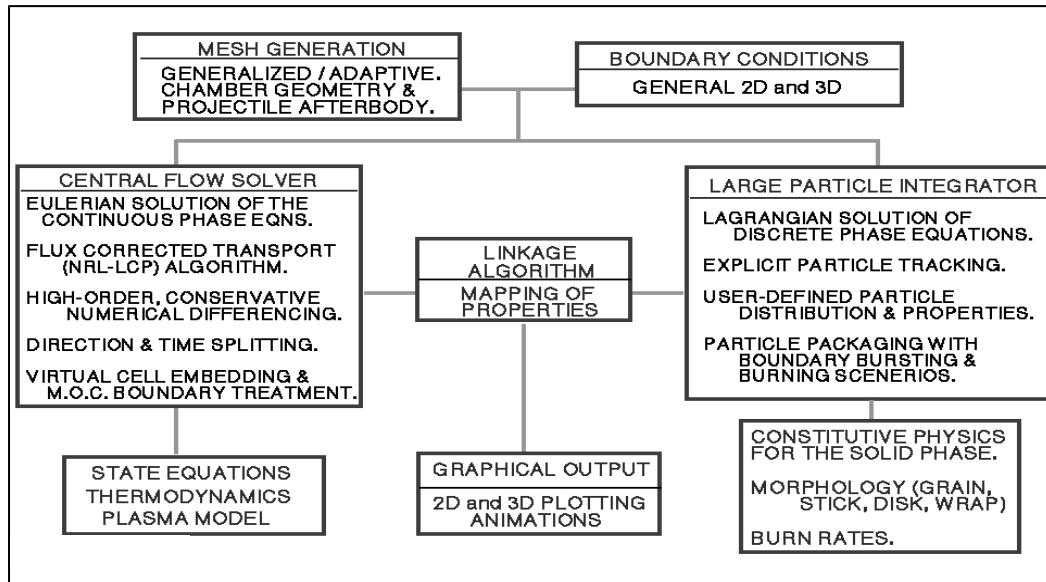 MESH GENERATION
GENERALIZED / ADAPTIVE.
CHAMBER GEOMETRY &
PROJECTILE AFTERBODY.
BOUNDARY CONDITIONS
GENERAL 2D and 3D
CENTRAL FLOW SOLVER
EULERIAN SOLUTION OF THE
CONTINUOUS PHASE EQNS.
FLUX CORRECTED TRANSPORT
(NRL-LCP) ALGORITHM.
HIGH-ORDER, CONSERVATIVE
NUMERICAL DIFFERENCING.
DIRECTION & TIME SPLITTING.
VIRTUAL CELL EMBEDDING &
M.O.C. BOUNDARY TREATMENT.
LINKAGE
ALGORITHM
MAPPING OF
PROPERTIES
LARGE PARTICLE INTEGRATOR
LAGRANGIAN SOLUTION OF
DISCRETE PHASE EQUATIONS.
EXPLICIT PARTICLE TRACKING.
USER-DEFINED PARTICLE
DISTRIBUTION & PROPERTIES.
PARTICLE PACKAGING WITH
BOUNDARY BURSTING &
BURNING SCENERIOS.
STATE EQUATIONS
THERMODYNAMICS
PLASMA MODEL
GRAPHICAL OUTPUT
2D and 3D PLOTTING
ANIMATIONS
CONSTITUTIVE PHYSICS
FOR THE SOLID PHASE.
MORPHOLOGY (GRAIN,
STICK, DISK, WRAP)
BURN RATES.